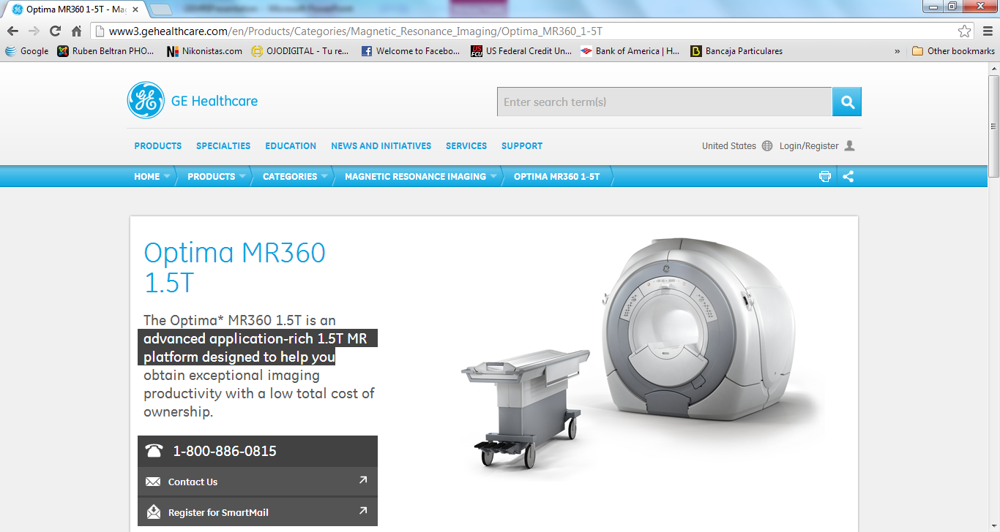 Optima MR360 1-5T - Ma
www3.gehealthcare.com/en/Products/Categories/Magnetic_Resonance_Imaging/Optima_MR360_1-5T
Google Ruben Beltran PHO... Nikonistas.com OJODIGITAL - Tu re... Welcome to Facebo... US Federal Credit Un... Bank of America | H... Bancaja Particulares » Other bookmarks
GE Healthcare
Enter search term(s)
PRODUCTS SPECIALTIES EDUCATION NEWS AND INITIATIVES SERVICES SUPPORT
United States Login/Register
HOME PRODUCTS CATEGORIES MAGNETIC RESONANCE IMAGING OPTIMA MR360 1-5T
Optima MR360
1.5T
The Optima* MR360 1.5T is an
advanced application-rich 1.5T MR
platform designed to help you
obtain exceptional imaging
productivity with a low total cost of
ownership.
1-800-886-0815
Contact Us
Register for SmartMail